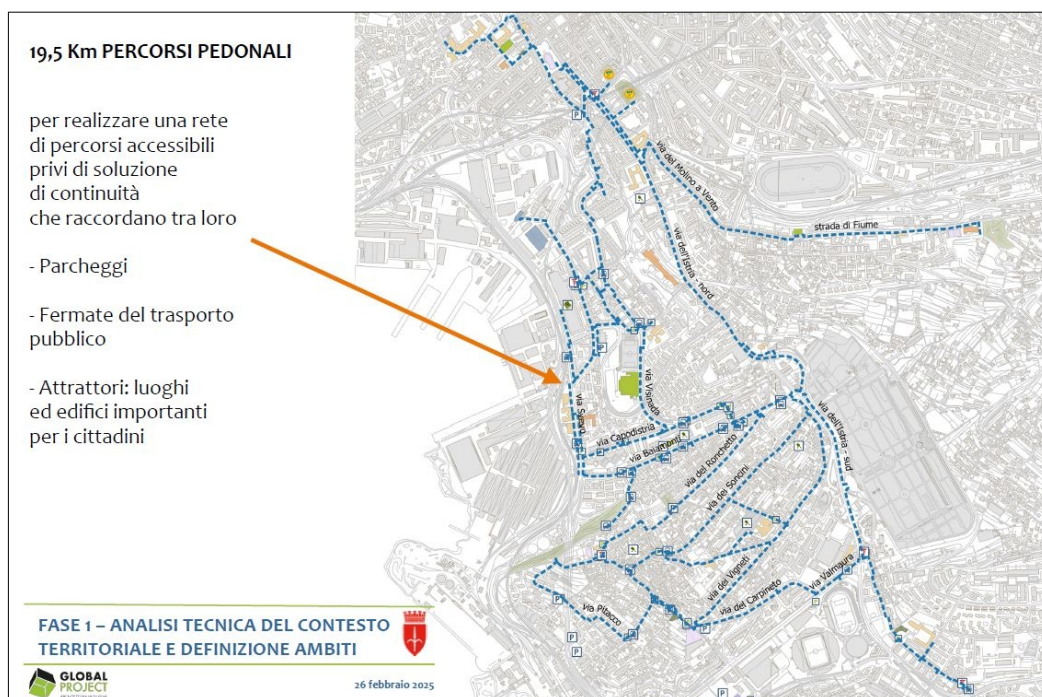 19,5 Km PERCORSI PEDONALI
per realizzare una rete
di percorsi accessibili
privi di soluzione
di continuità
che raccordano tra loro
- Parcheggi
- Fermate del trasporto
pubblico
- Attrattori: luoghi
ed edifici importanti
per i cittadini
via del Molino a Vento
strada di Fiume
via dell'Istria - nord
via Svevo
via Visinada
via Capodistria
via Baiamonti
via del Ronchetto
via dei Soncini
via dell'Istria - sud
via dei Vigneti
via del Carpineto
via Valmaura
via Pitacco
P
P
P
P
P
P
P
P
FASE 1 – ANALISI TECNICA DEL CONTESTO
TERRITORIALE E DEFINIZIONE AMBITI
GLOBAL
PROJECT
26 febbraio 2025